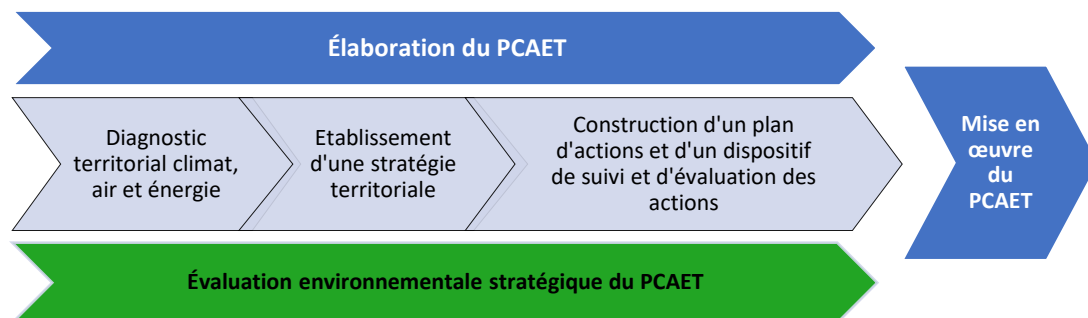 Élaboration du PCAET
Diagnostic
territorial climat,
air et énergie
Etablissement
d'une stratégie
territoriale
Construction d'un plan
d'actions et d'un dispositif
de suivi et d'évaluation des
actions
Mise en
œuvre
du
PCAET
Évaluation environnementale stratégique du PCAET